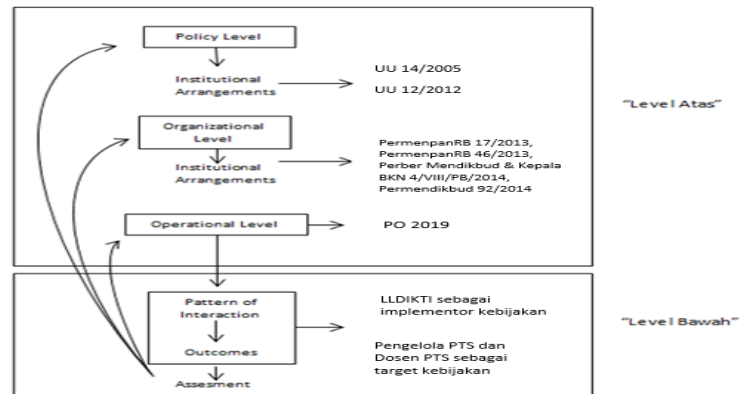 Policy Level
Institutional
Arrangements
UU 14/2005
UU 12/2012
"Level Atas"
Organizational
Level
Institutional
Arrangements
PermenpanRB 17/2013,
PermenpanRB 46/2013,
Perber Mendikbud & Kepala
BKN 4/VIII/PB/2014,
Permendikbud 92/2014
Operational Level
PO 2019
Pattern of
Interaction
Outcomes
Assesment
LLDIKTI sebagai
implementor kebijakan
Pengelola PTS dan
Dosen PTS sebagai
target kebijakan
"Level Bawah"